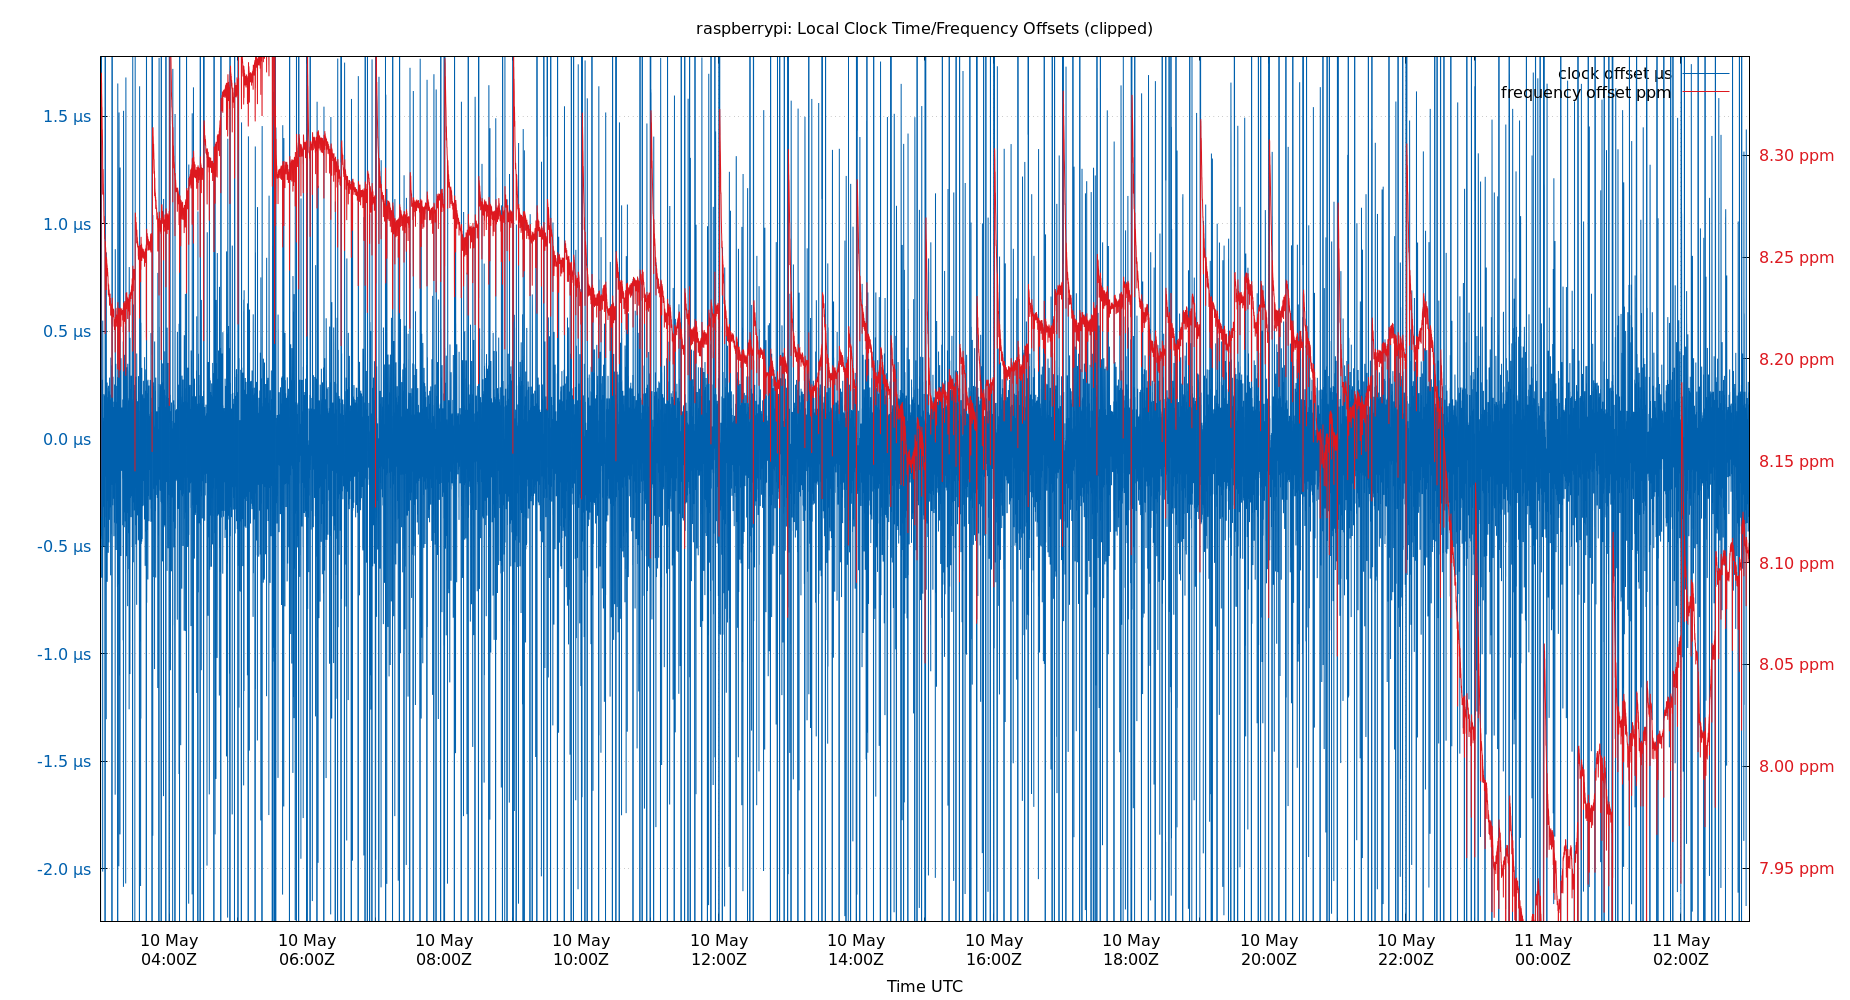 raspberrypi: Local Clock Time/Frequency Offsets (clipped)
clock offset µs
frequency offset ppm
1.5 µs
1.0 µs
0.5 µs
0.0 µs
-0.5 µs
-1.0 µs
-1.5 µs
-2.0 µs
8.30 ppm
8.25 ppm
8.20 ppm
8.15 ppm
8.10 ppm
8.05 ppm
8.00 ppm
7.95 ppm
10 May 10 May 10 May 10 May 10 May 10 May 10 May 10 May 10 May 10 May 11 May 11 May
04:00Z 06:00Z 08:00Z 10:00Z 12:00Z 14:00Z 16:00Z 18:00Z 20:00Z 22:00Z 00:00Z 02:00Z
Time UTC